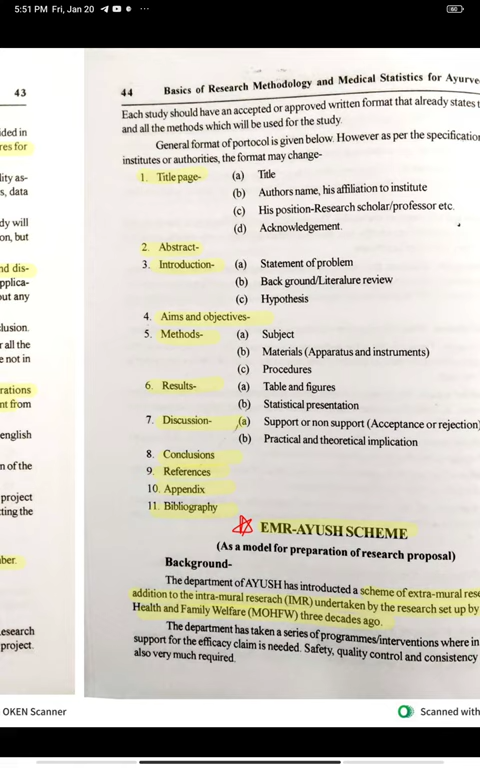 5:51 PM Fri, Jan 20
60
43
ded in
res for
ity as-
s, data
dy will
on, but
nd dis-
pplica-
out any
lusion.
r all the
e not in
rations
nt from
english
n of the
project
ting the
ber.
esearch
project.
44 Basics of Research Methodology and Medical Statistics for Ayurve
Each study should have an accepted or approved written format that already states t
and all the methods which will be used for the study.
General format of portocol is given below. However as per the specification
institutes or authorities, the format may change-
1. Title page- (a) Title
(b) Authors name, his affiliation to institute
(c) His position-Research scholar/professor etc.
(d) Acknowledgement.
2. Abstract-
3. Introduction- (a) Statement of problem
(b) Back ground/Literalure review
(c) Hypothesis
4. Aims and objectives-
5. Methods- (a) Subject
(b) Materials (Apparatus and instruments)
(c) Procedures
6. Results- (a) Table and figures
(b) Statistical presentation
7. Discussion- (a) Support or non support (Acceptance or rejection)
(b) Practical and theoretical implication
8. Conclusions
9. References
10. Appendix
11. Bibliography
EMR-AYUSH SCHEME
(As a model for preparation of research proposal)
Background-
The department of AYUSH has introduced a scheme of extra-mural rese
addition to the intra-mural reserach (IMR) undertaken by the research set up by
Health and Family Welfare (MOHFW) three decades ago.
The department has taken a series of programmes/interventions where in
support for the efficacy claim is needed. Safety, quality control and consistency
also very much required.
OKEN Scanner
Scanned with